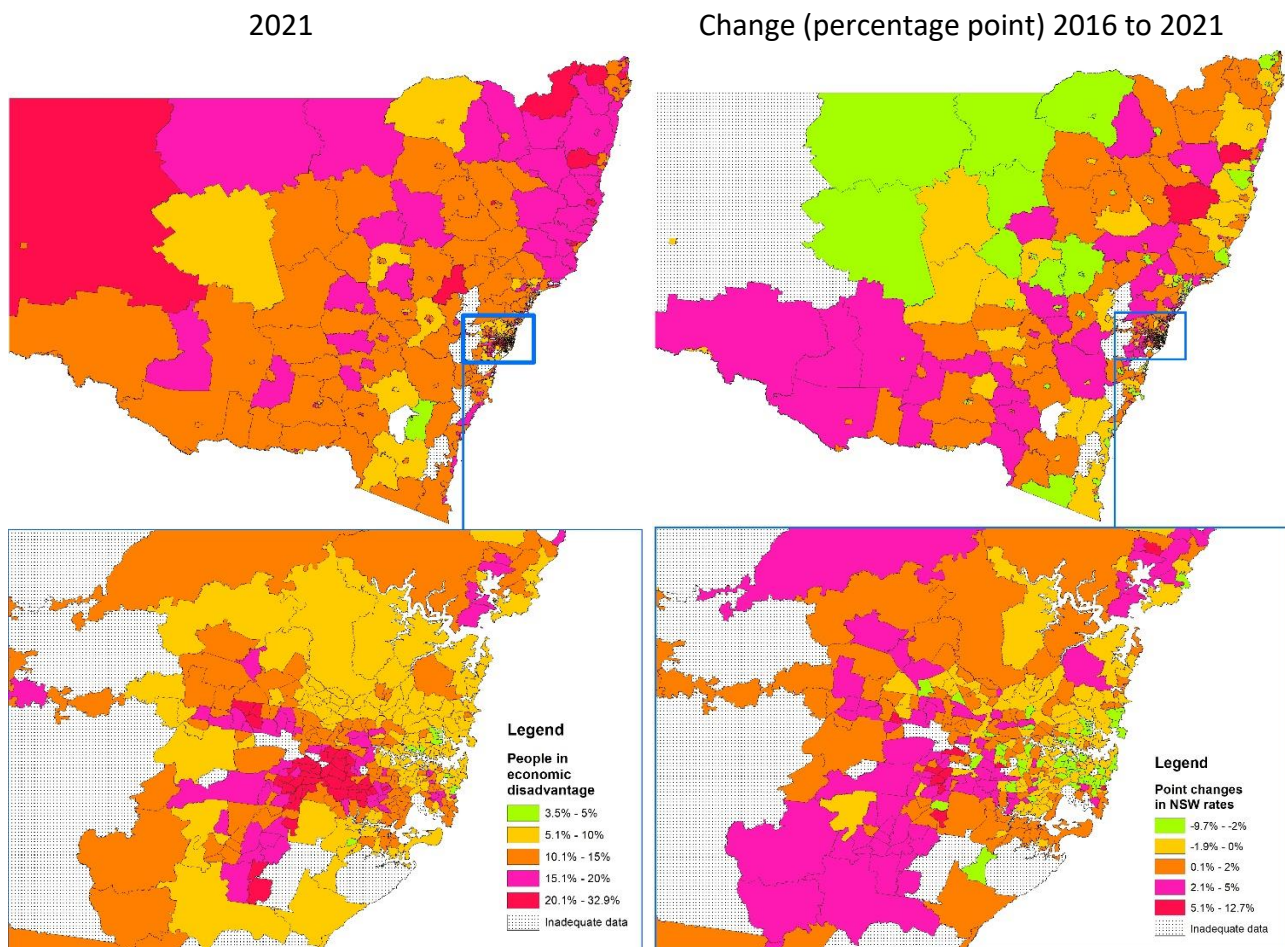 2021
Change (percentage point) 2016 to 2021
Legend
People in
economic
disadvantage
3.5% - 5%
5.1% - 10%
10.1% - 15%
15.1% - 20%
20.1% - 32.9%
Inadequate data
Legend
Point changes
in NSW rates
-9.7% - -2%
-1.9% - 0%
0.1% - 2%
2.1% - 5%
5.1% - 12.7%
Inadequate data